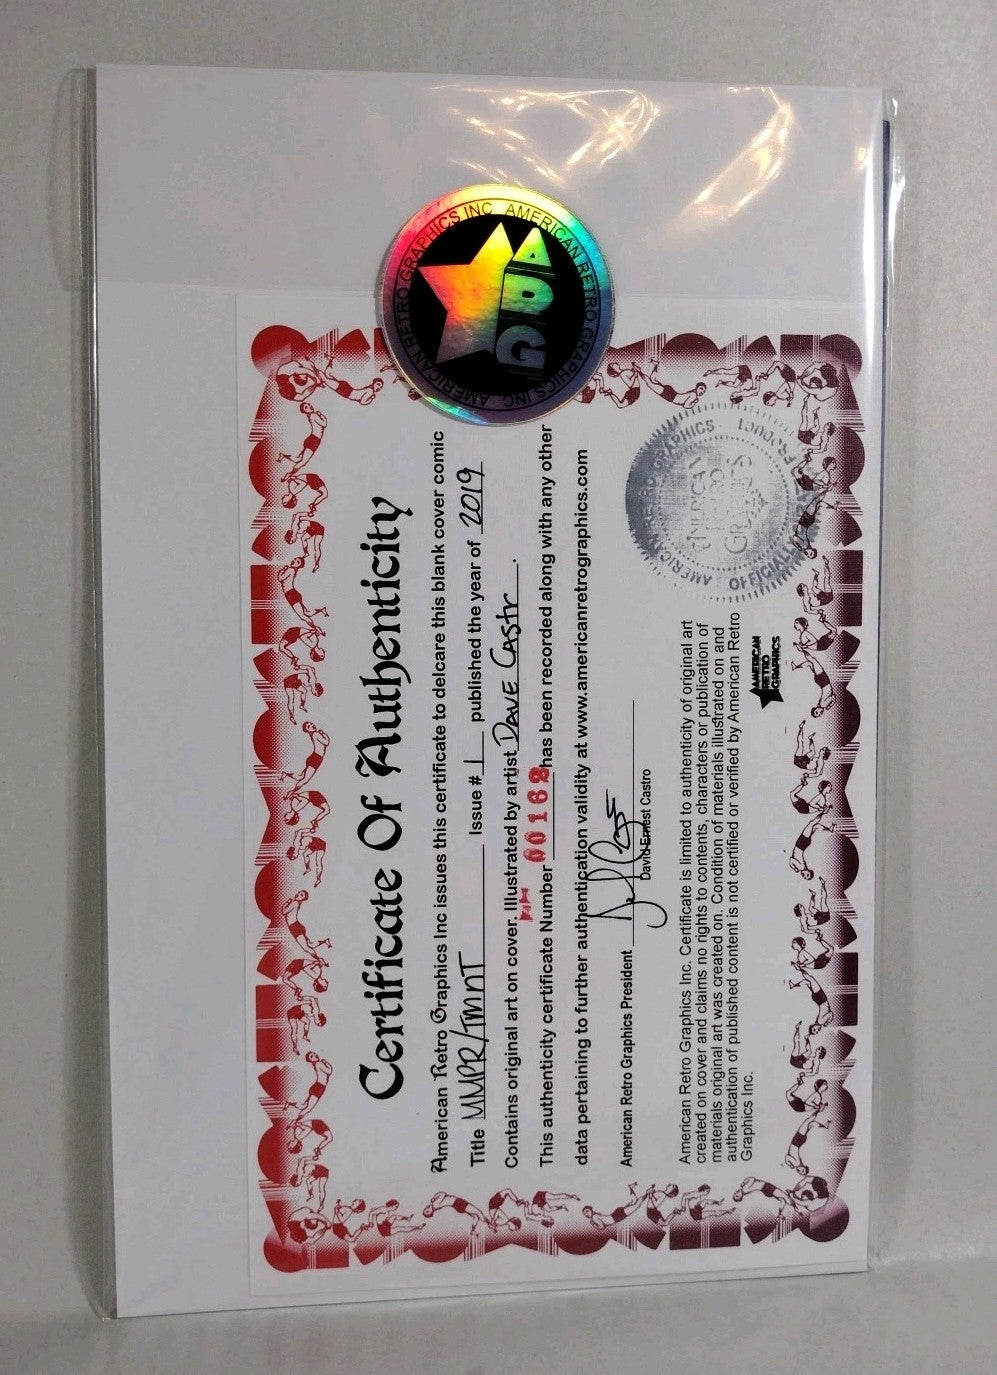 AMERICAN RETRO GRAPHICS INC AMERICAN RETRO GRAPHICS INC.
ARG
Certificate Of Authenticity
American Retro Graphics Inc issues this certificate to delcare this blank cover comic
Title MMPR/TMNT Issue # 1 published the year of 2019
Contains original art on cover. Illustrated by artist Dave Castr.
This authenticity certificate Number 00168 has been recorded along with any other
data pertaining to further authentication validity at www.americanretrographics.com
American Retro Graphics President
David Ernest Castro
American Retro Graphics Inc. Certificate is limited to authenticity of original art
created on cover and claims no rights to contents, characters or publication of
materials original art was created on. Condition of materials illustrated on and
authentication of published content is not certified or verified by American Retro
Graphics Inc.
AMERICAN
RETRO
GRAPHICS
AMERICAN RETRO GRAPHICS
OFFICIAL